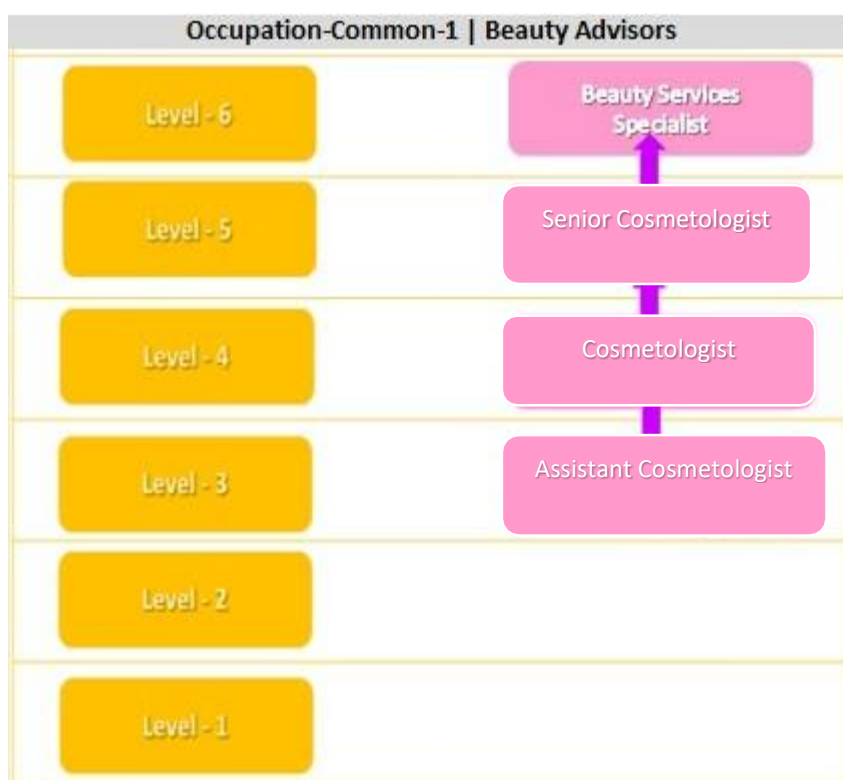 Occupation-Common-1 | Beauty Advisors
Level - 6
Beauty Services
Specialist
Level - 5
Senior Cosmetologist
Level - 4
Cosmetologist
Level - 3
Assistant Cosmetologist
Level - 2
Level - 1